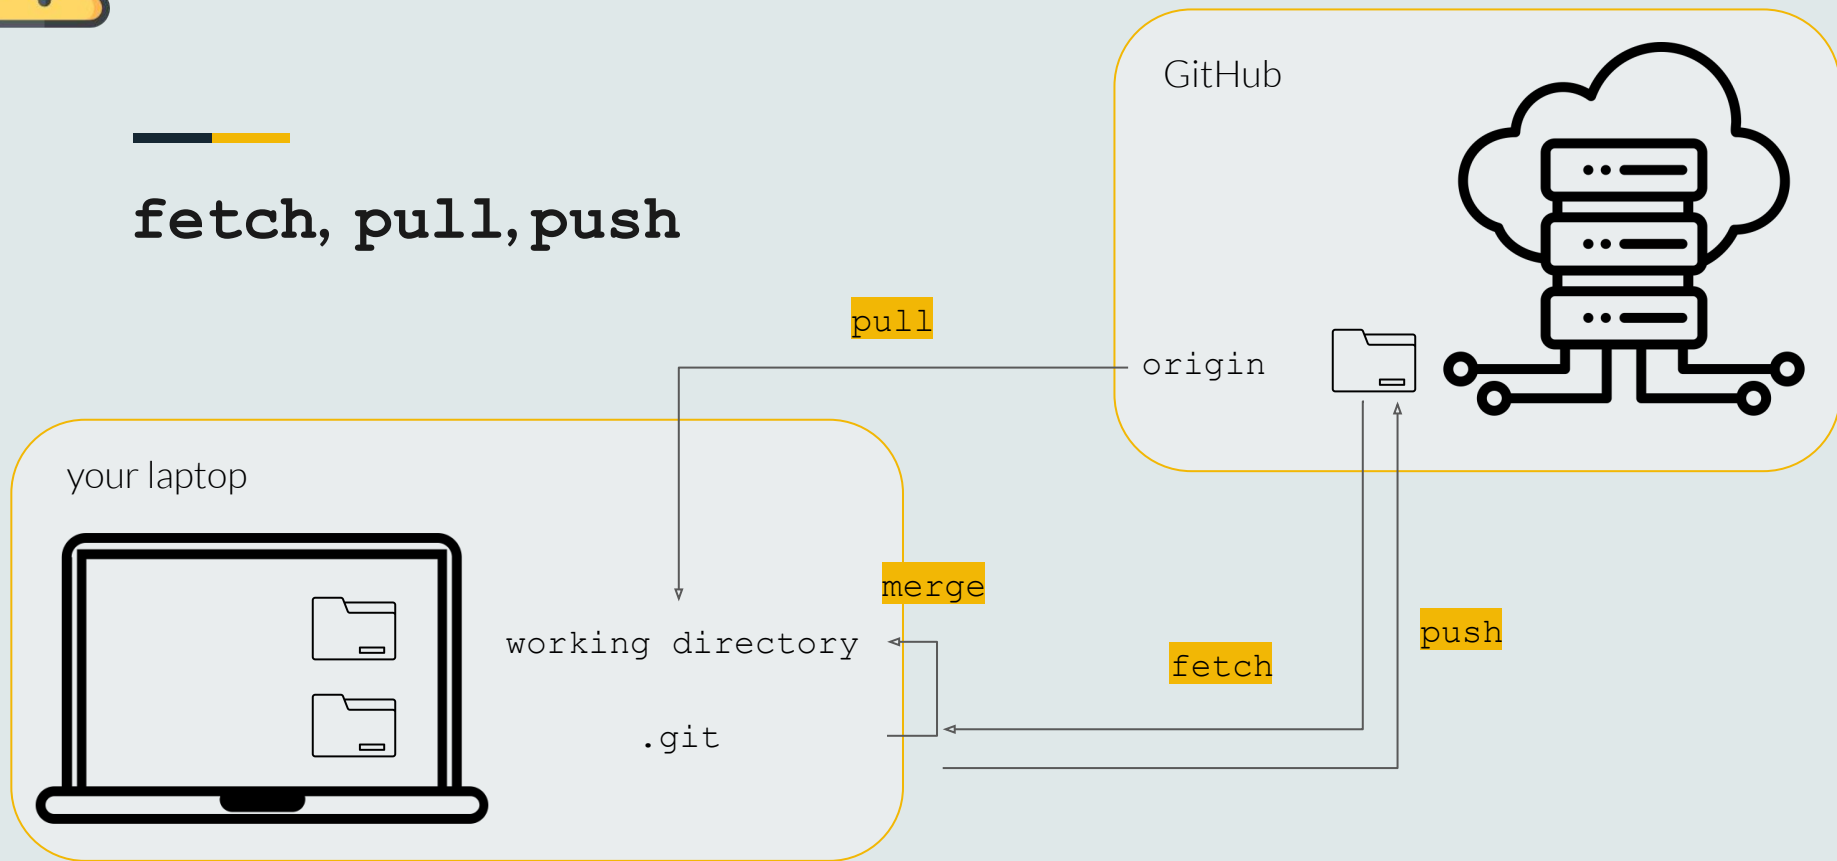 GitHub
fetch, pull, push
pull
origin
your laptop
merge
working directory
push
fetch
.git